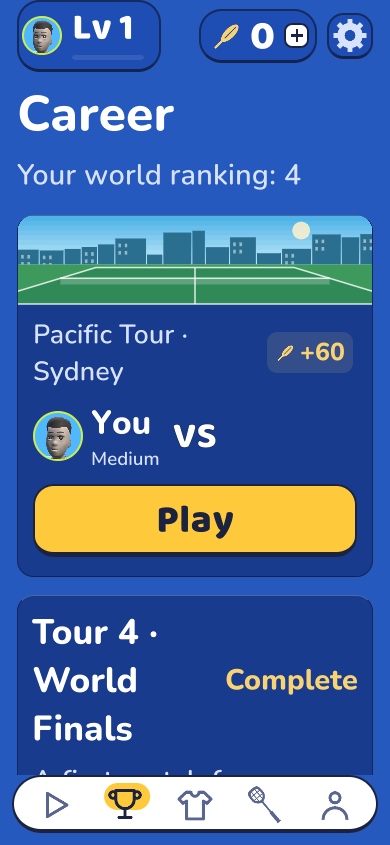 Lv 1
0
Career
Your world ranking: 4
Pacific Tour ·
Sydney
+60
You
VS
Medium
Play
Tour 4 ·
World
Finals
Complete